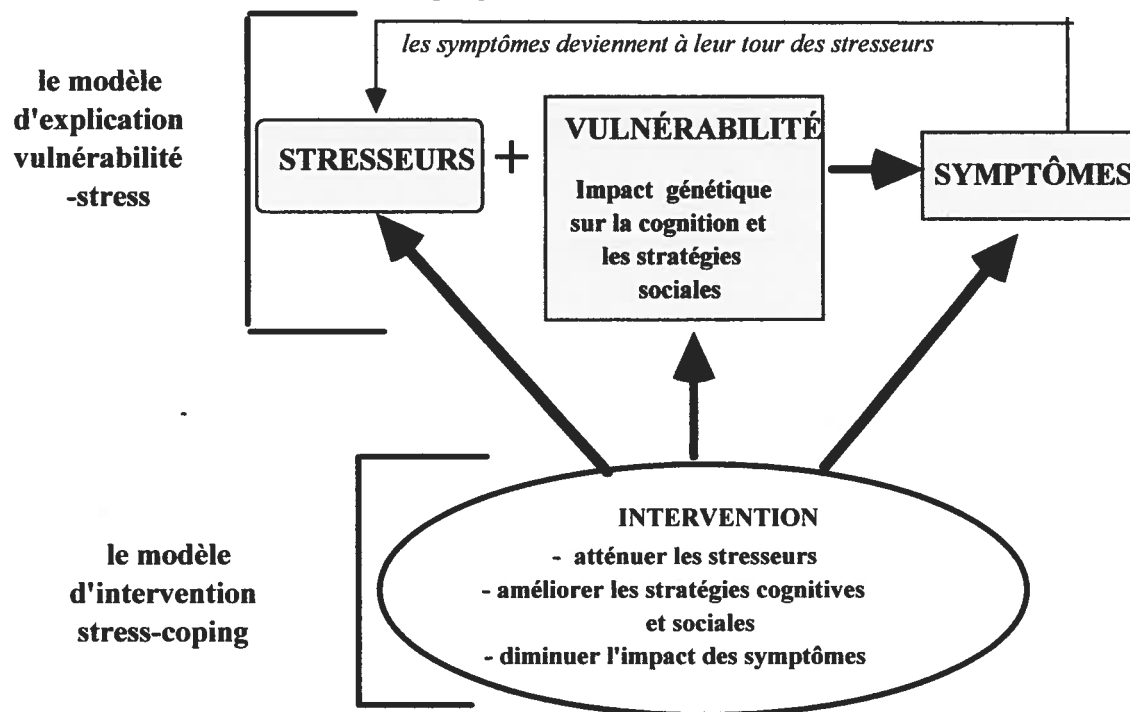 les symptômes deviennent à leur tour des stresseurs
le modèle
d'explication
vulnérabilité
-stress
STRESSEURS
+
VULNÉRABILITÉ
Impact génétique
sur la cognition et
les stratégies
sociales
SYMPTÔMES
le modèle
d'intervention
stress-coping
INTERVENTION
- atténuer les stresseurs
- améliorer les stratégies cognitives
et sociales
- diminuer l'impact des symptômes